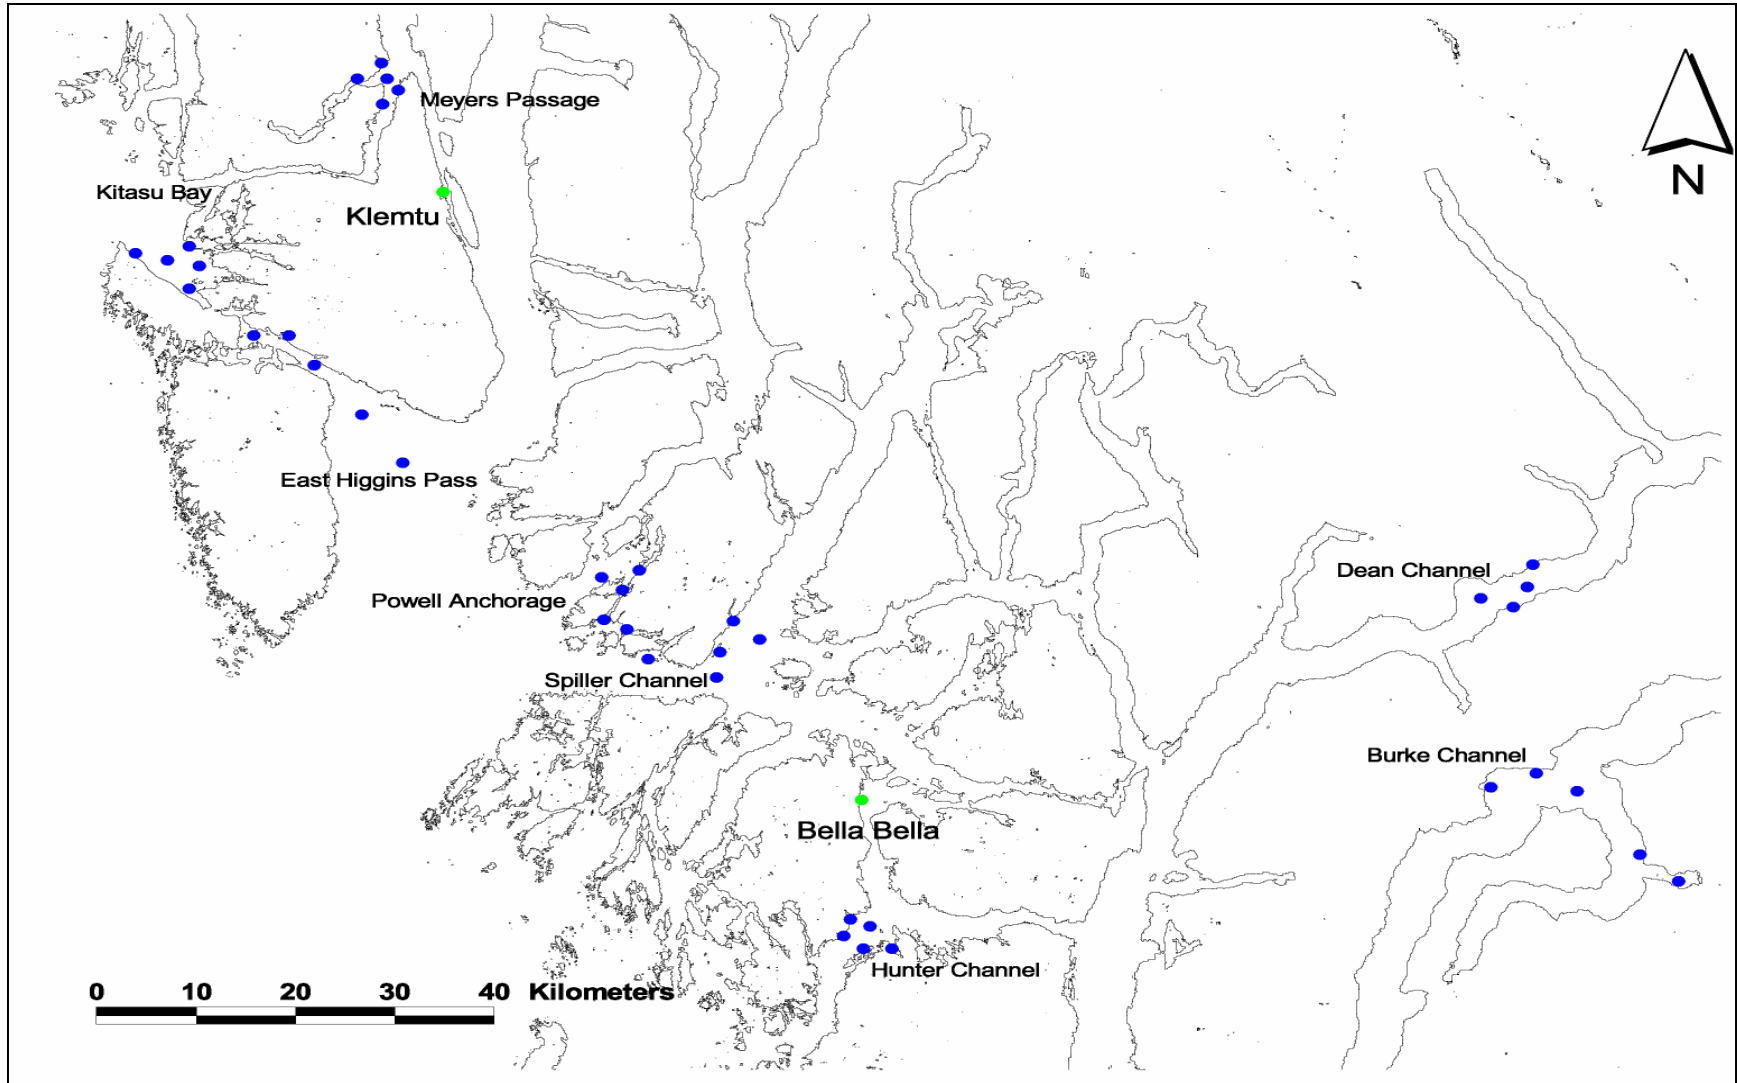 Meyers Passage
N
Kitasu Bay
Klemtu
East Higgins Pass
Dean Channel
Powell Anchorage
Spiller Channel
Burke Channel
Bella Bella
Hunter Channel
0 10 20 30 40 Kilometers